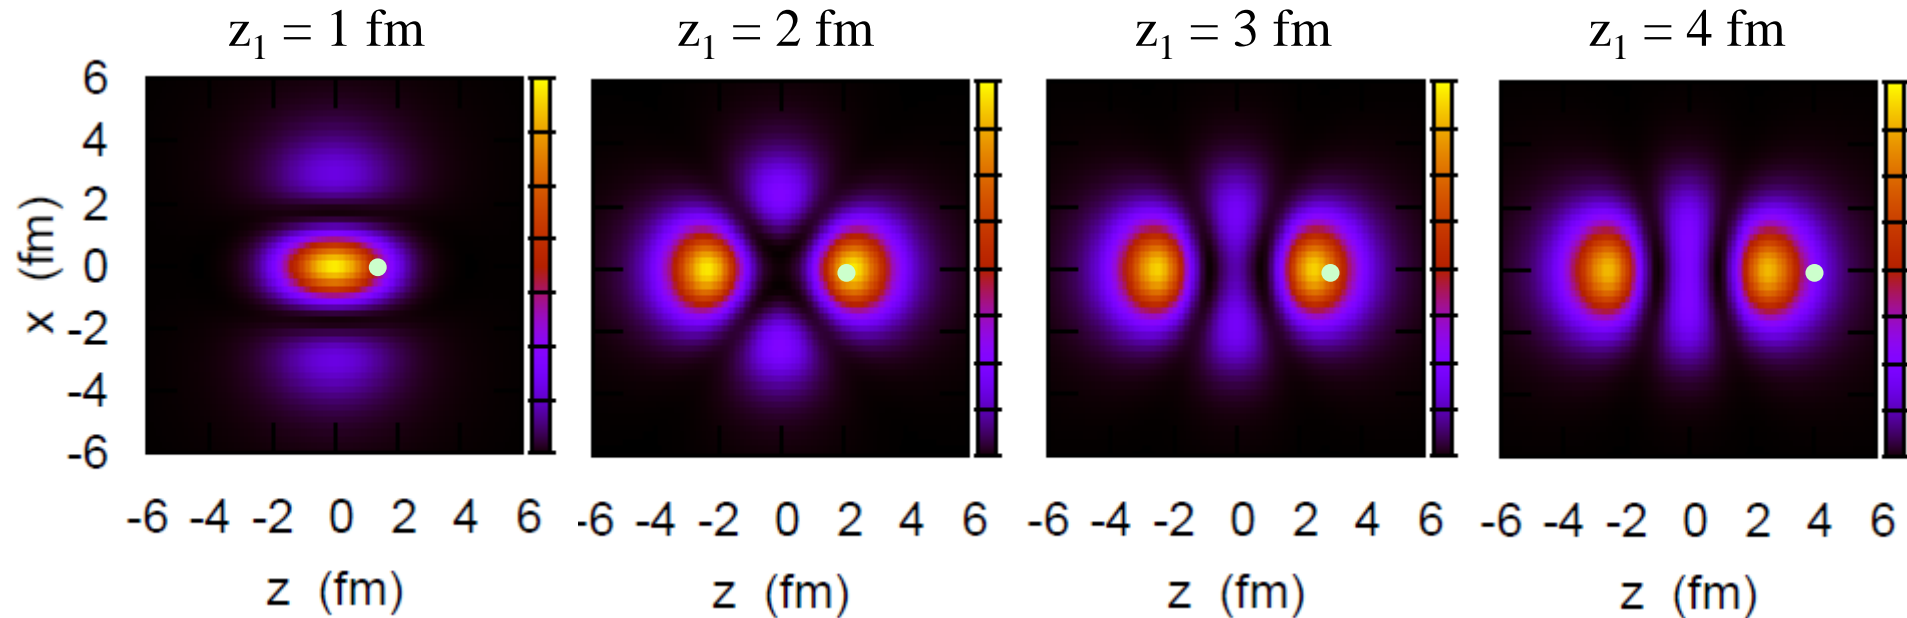 z₁ = 1 fm z₁ = 2 fm z₁ = 3 fm z₁ = 4 fm
6
4
2
0
-2
-4
-6
x (fm)
-6 -4 -2 0 2 4 6 -6 -4 -2 0 2 4 6 -6 -4 -2 0 2 4 6 -6 -4 -2 0 2 4 6
z (fm) z (fm) z (fm) z (fm)